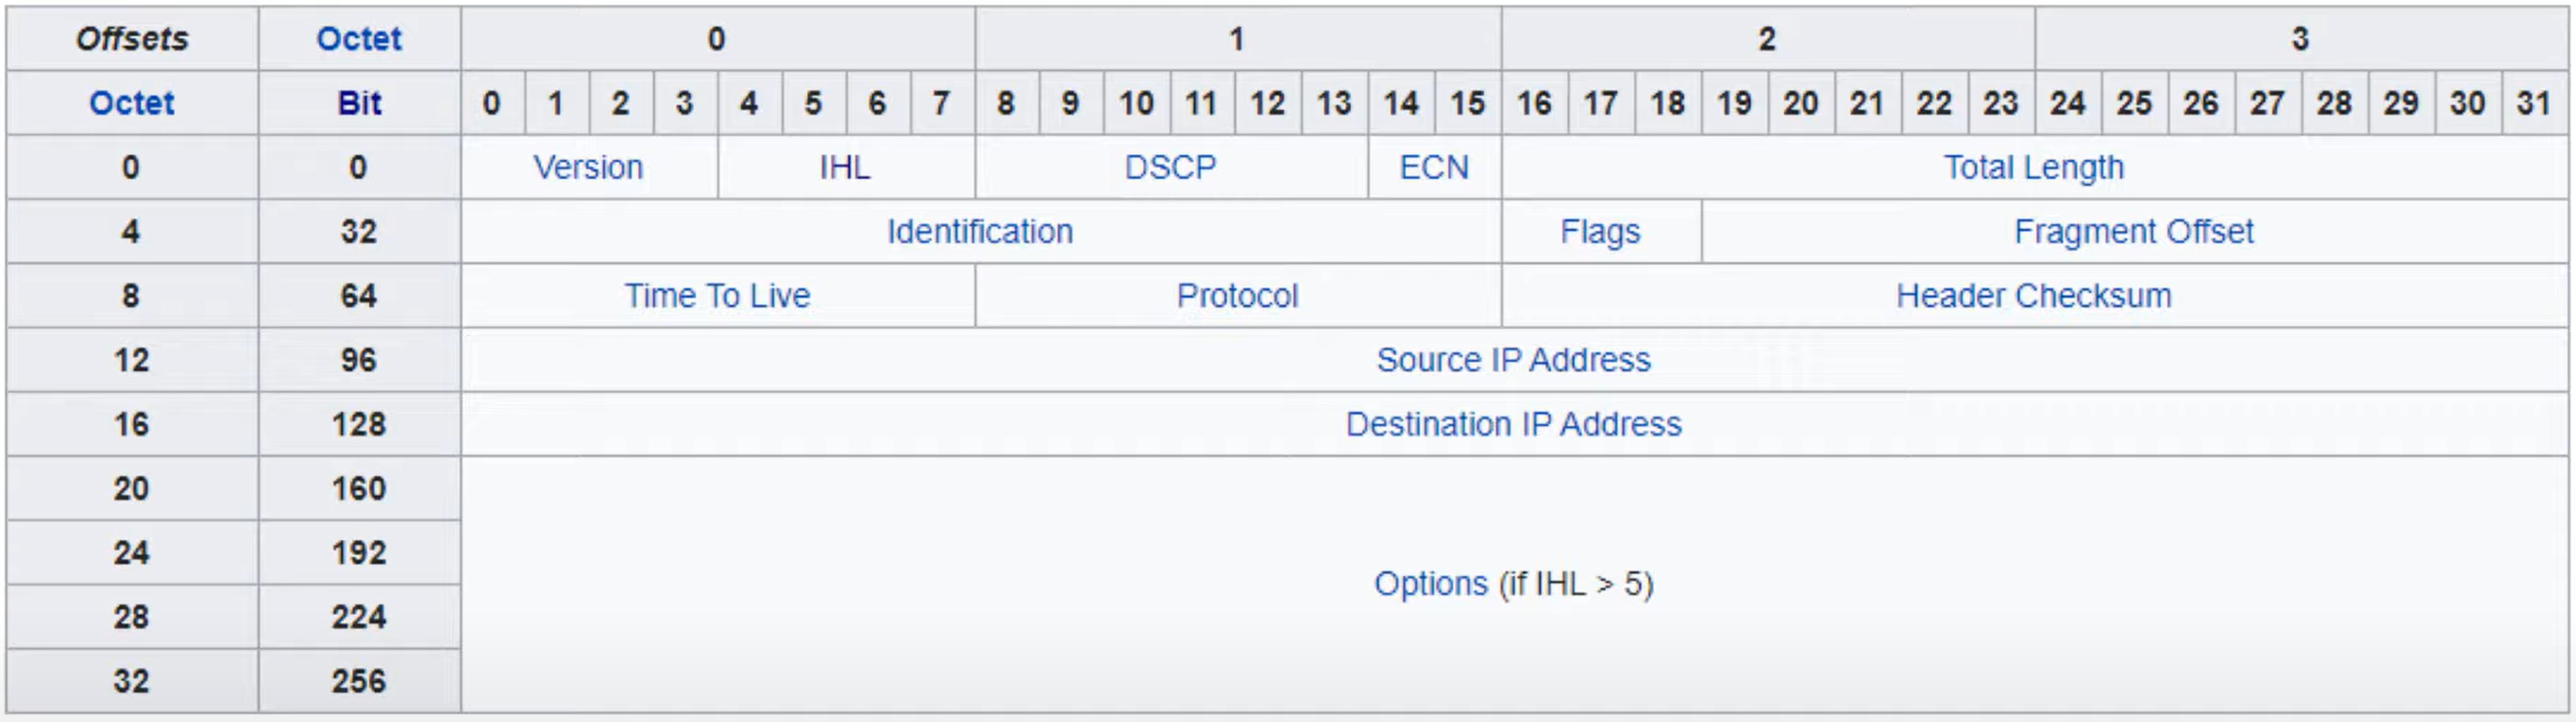 Offsets Octet 0 1 2 3
Octet Bit 0 1 2 3 4 5 6 7 8 9 10 11 12 13 14 15 16 17 18 19 20 21 22 23 24 25 26 27 28 29 30 31
0 0 Version IHL DSCP ECN Total Length
4 32 Identification Flags Fragment Offset
8 64 Time To Live Protocol Header Checksum
12 96 Source IP Address
16 128 Destination IP Address
20 160
24 192
Options (if IHL > 5)
28 224
32 256